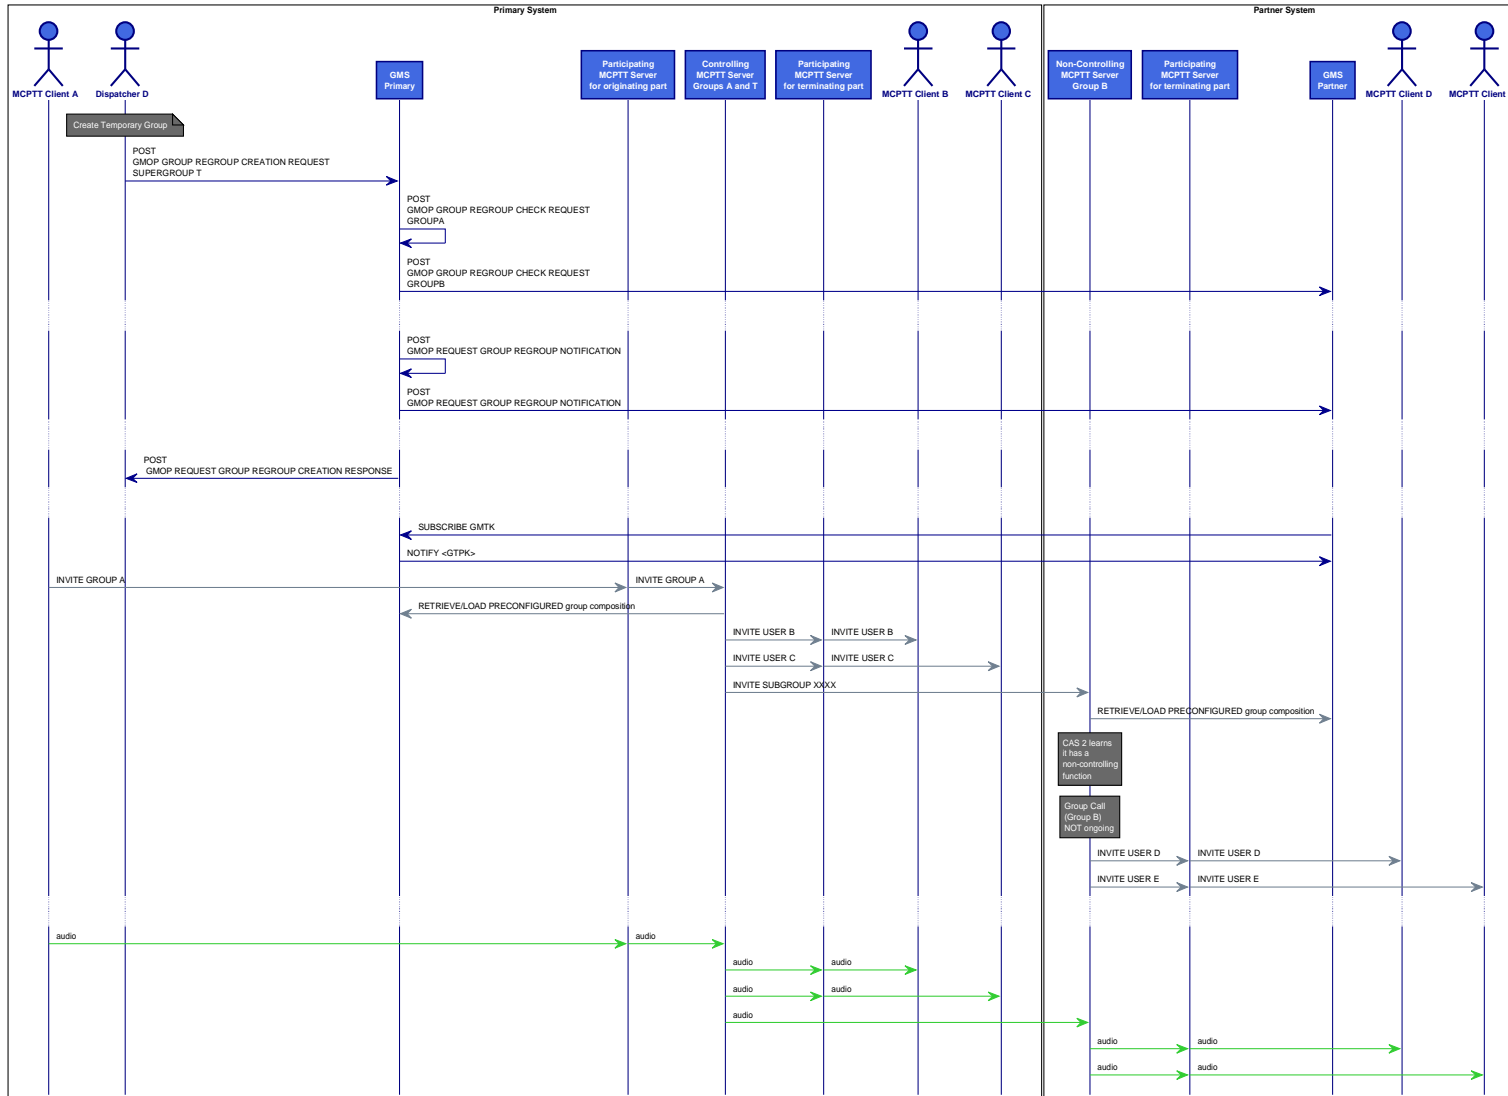 Primary System
Partner System
MCPTT Client A
Dispatcher D
GMS
Primary
Participating
MCPTT Server
for originating part
Controlling
MCPTT Server
Groups A and T
Participating
MCPTT Server
for terminating part
MCPTT Client B
MCPTT Client C
Non-Controlling
MCPTT Server
Group B
Participating
MCPTT Server
for terminating part
GMS
Partner
MCPTT Client D
MCPTT Client
Create Temporary Group
POST
GMOP GROUP REGROUP CREATION REQUEST
SUPERGROUP T
POST
GMOP GROUP REGROUP CHECK REQUEST
GROUPA
POST
GMOP GROUP REGROUP CHECK REQUEST
GROUPB
POST
GMOP REQUEST GROUP REGROUP NOTIFICATION
POST
GMOP REQUEST GROUP REGROUP NOTIFICATION
POST
GMOP REQUEST GROUP REGROUP CREATION RESPONSE
SUBSCRIBE GMTK
NOTIFY <GTPK>
INVITE GROUP A
INVITE GROUP A
RETRIEVE/LOAD PRECONFIGURED group composition
INVITE USER B
INVITE USER B
INVITE USER C
INVITE USER C
INVITE SUBGROUP XXXX
RETRIEVE/LOAD PRECONFIGURED group composition
CAS 2 learns
it has a
non-controlling
function
Group Call
(Group B)
NOT ongoing
INVITE USER D
INVITE USER D
INVITE USER E
INVITE USER E
audio
audio
audio
audio
audio
audio
audio
audio
audio
audio
audio